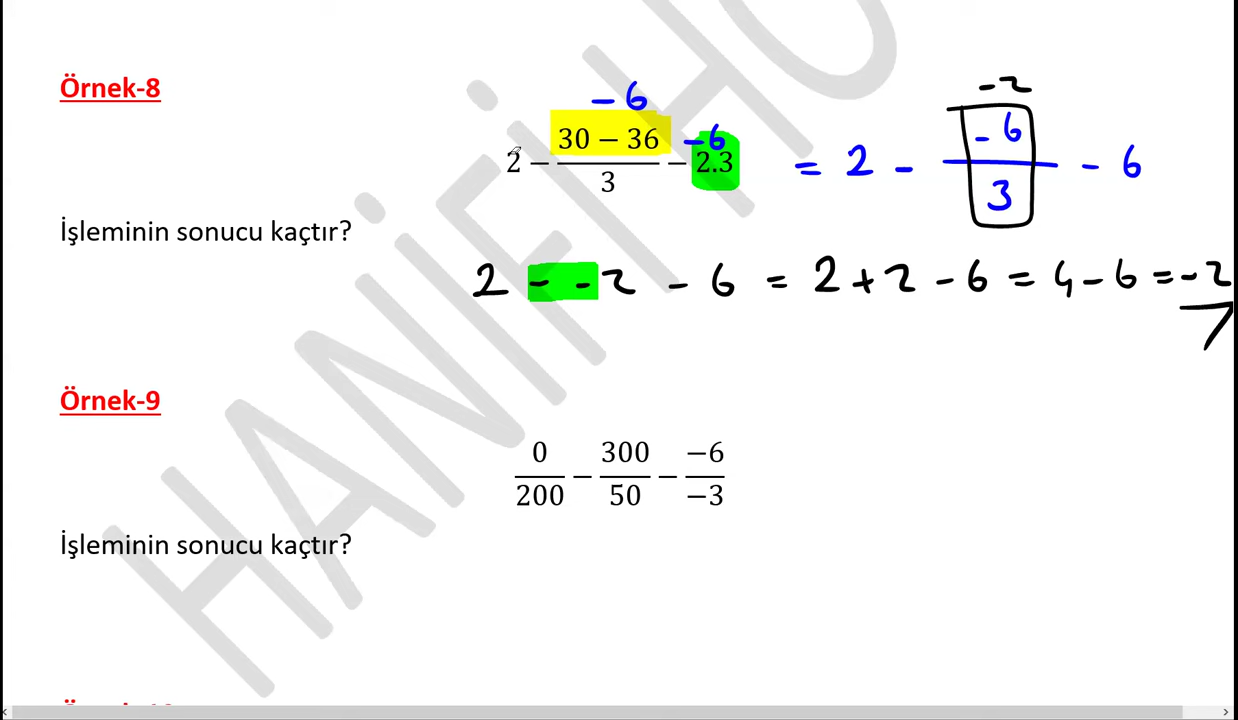 Örnek-8
-6
2 − (30 − 36)/3 − 2.3
-6
-2
= 2 - (-6)/3 - 6
İşleminin sonucu kaçtır?
2 - -2 - 6 = 2 + 2 - 6 = 4 - 6 = -2
Örnek-9
0/200 − 300/50 − (−6)/(−3)
İşleminin sonucu kaçtır?
HANİFİ HO